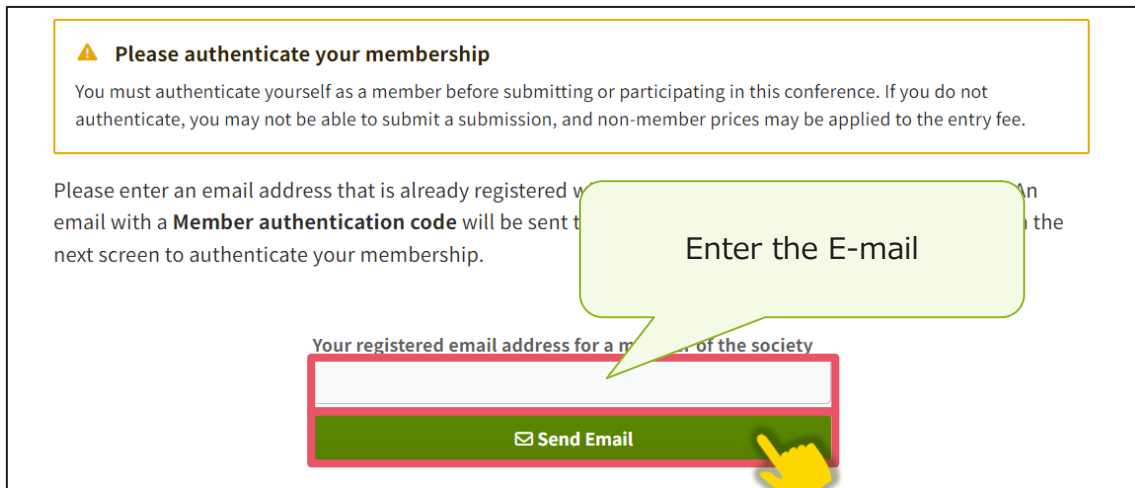 Please authenticate your membership
You must authenticate yourself as a member before submitting or participating in this conference. If you do not
authenticate, you may not be able to submit a submission, and non-member prices may be applied to the entry fee.
Please enter an email address that is already registered An
email with a Member authentication code will be sent the
next screen to authenticate your membership.
Enter the E-mail
Your registered email address for a of the society
Send Email